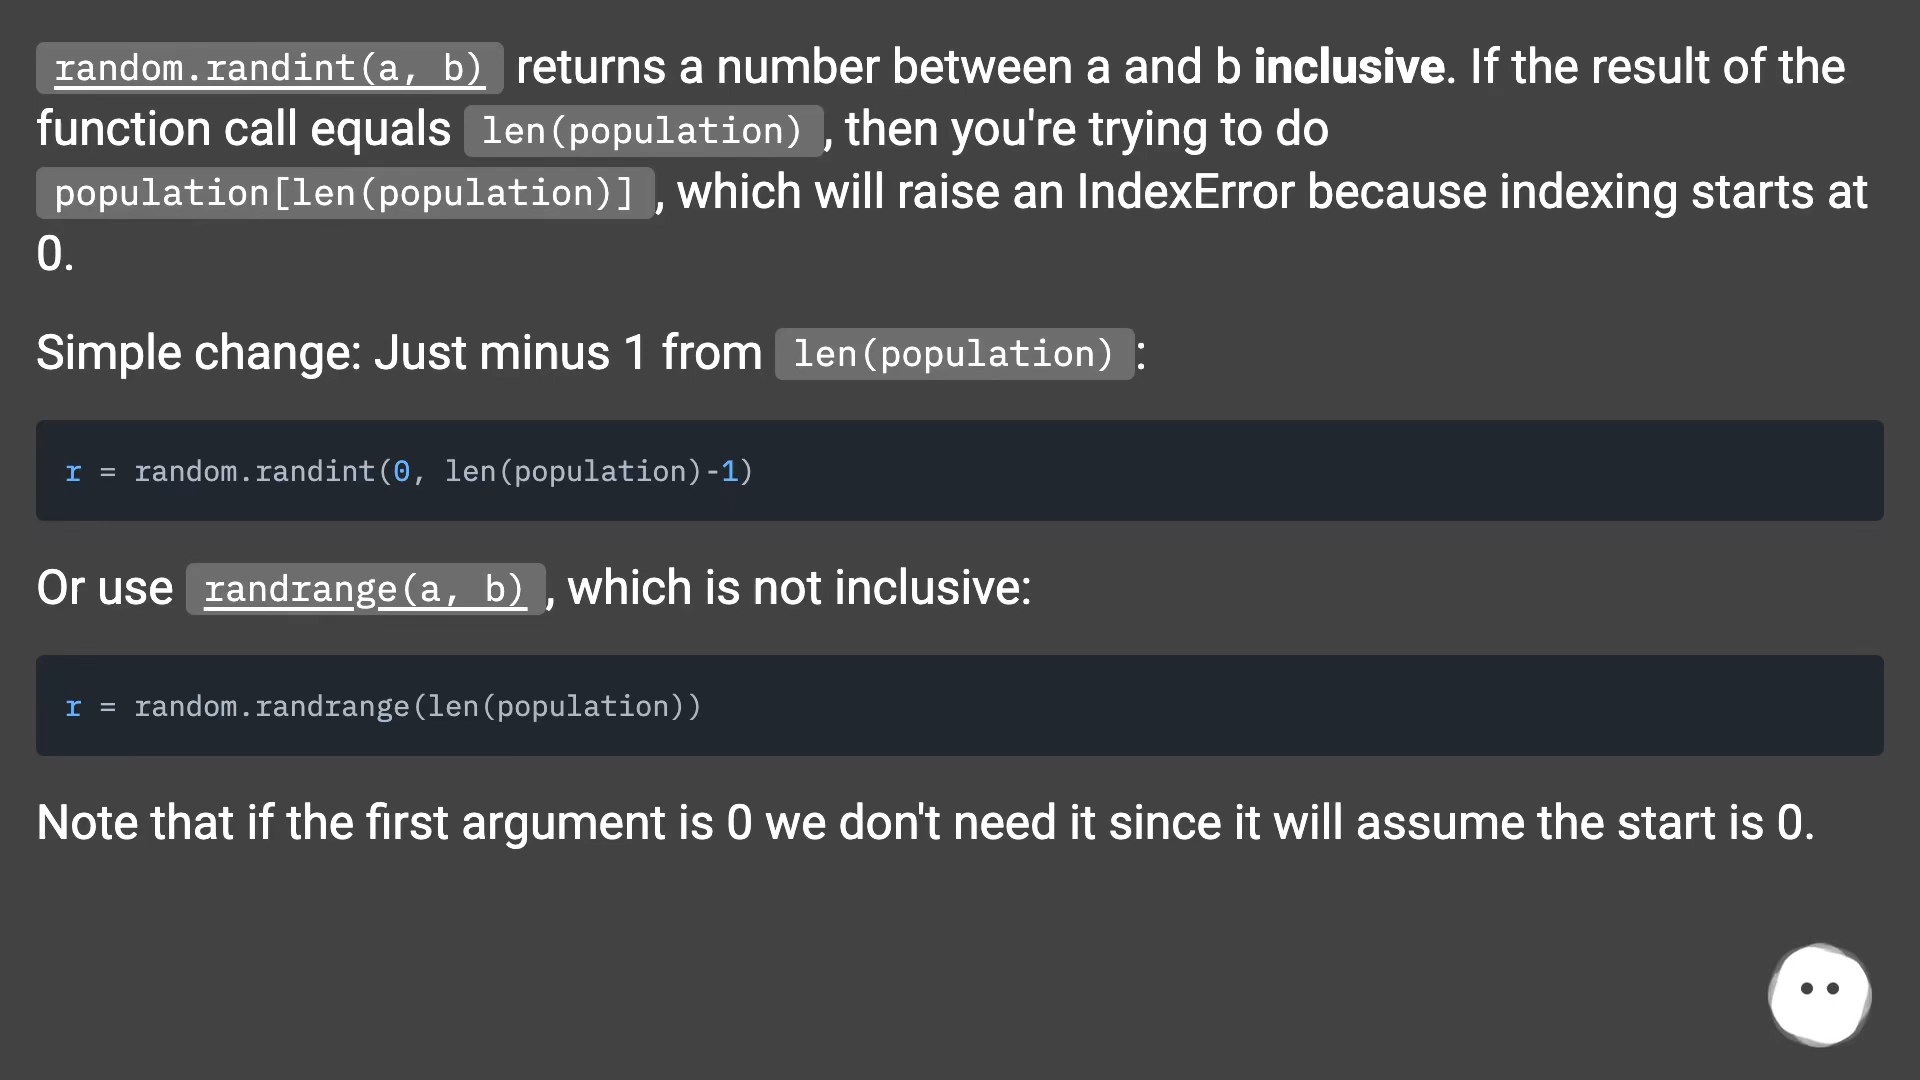 random.randint(a, b) returns a number between a and b inclusive. If the result of the
function call equals len(population), then you're trying to do
population[len(population)], which will raise an IndexError because indexing starts at
0.
Simple change: Just minus 1 from len(population):
r = random.randint(0, len(population)-1)
Or use randrange(a, b), which is not inclusive:
r = random.randrange(len(population))
Note that if the first argument is 0 we don't need it since it will assume the start is 0.